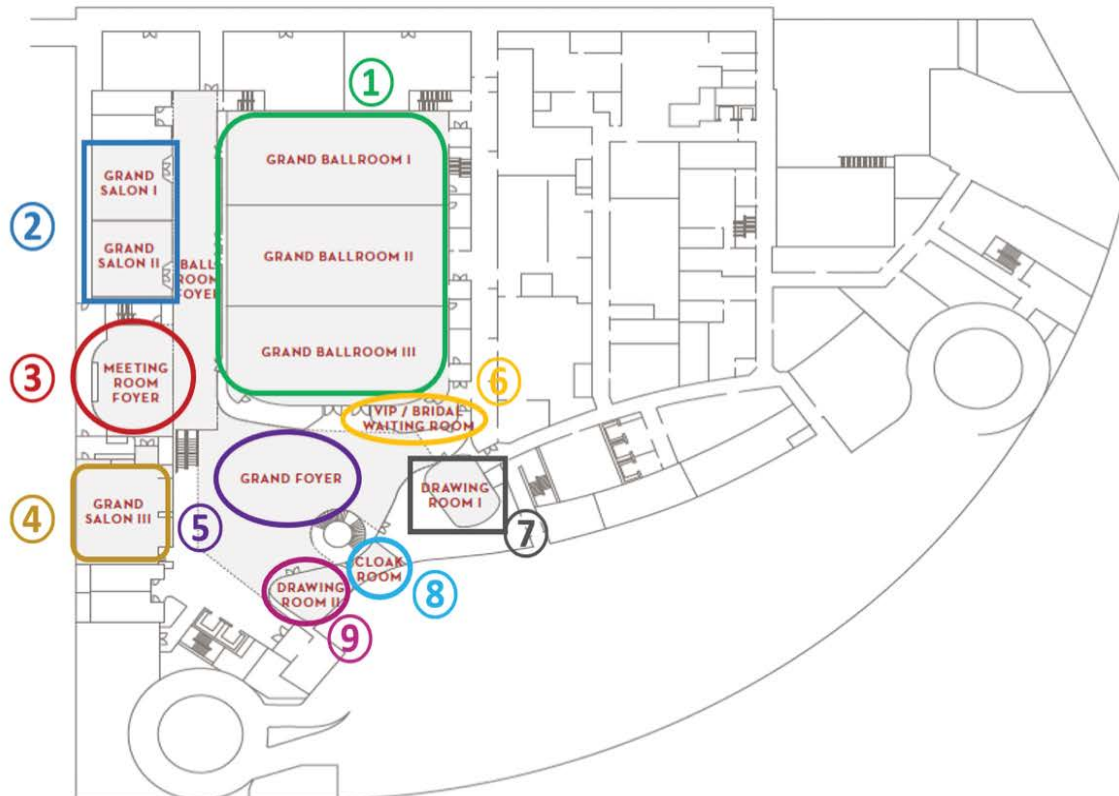 1
GRAND BALLROOM I
GRAND
SALON I
2
GRAND BALLROOM II
GRAND
SALON II
BALL
ROOM
FOYER
GRAND BALLROOM III
3
MEETING
ROOM
FOYER
6
VIP / BRIDAL
WAITING ROOM
GRAND FOYER
DRAWING
ROOM I
4
GRAND
SALON III
5
7
CLOAK
ROOM
8
DRAWING
ROOM II
9